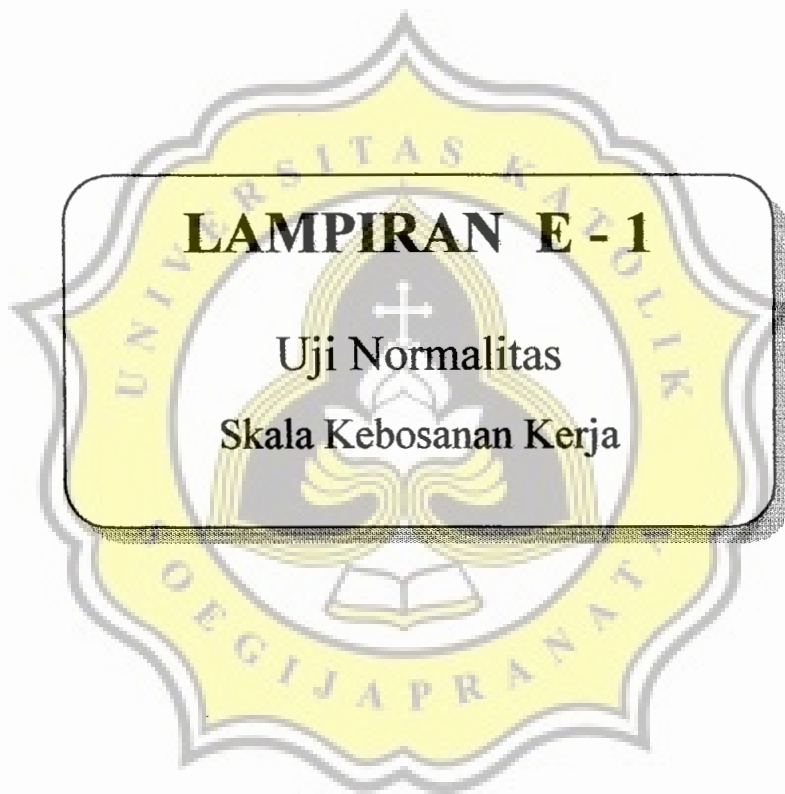 UNIVERSITAS KATOLIK
LAMPIRAN E - 1
Uji Normalitas
Skala Kebosanan Kerja
SOEGIJAPRANATA